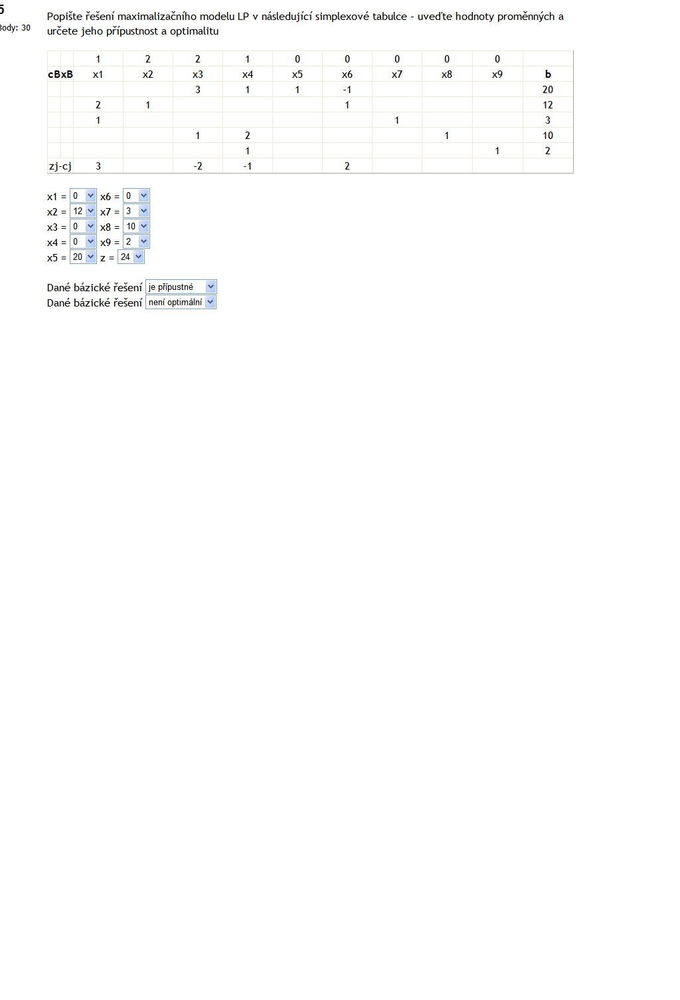 5
Body: 30
Popište řešení maximalizačního modelu LP v následující simplexové tabulce - uveďte hodnoty proměnných a
určete jeho přípustnost a optimalitu
1 2 2 1 0 0 0 0 0
cB xB x1 x2 x3 x4 x5 x6 x7 x8 x9 b
3 1 1 -1 20
2 1 1 12
1 1 3
1 2 1 10
1 1 2
zj-cj 3 -2 -1 2
x1 = 0 x6 = 0
x2 = 12 x7 = 3
x3 = 0 x8 = 10
x4 = 0 x9 = 2
x5 = 20 z = 24
Dané bázické řešení je přípustné
Dané bázické řešení není optimální